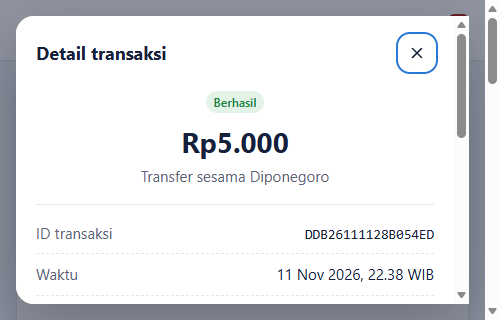 Detail transaksi
Berhasil
Rp5.000
Transfer sesama Diponegoro
ID transaksi DDB26111128B054ED
Waktu 11 Nov 2026, 22.38 WIB